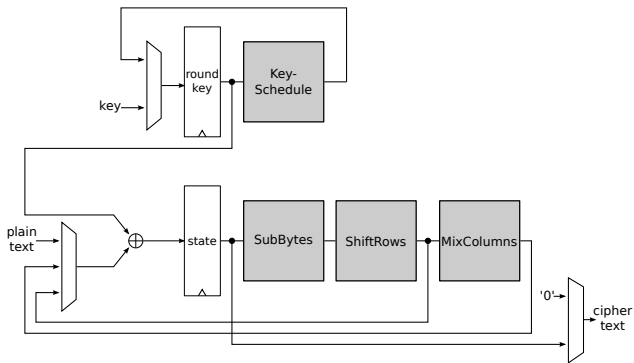 round
key
Key-
Schedule
key
plain
text
state
SubBytes
ShiftRows
MixColumns
'0'
cipher
text